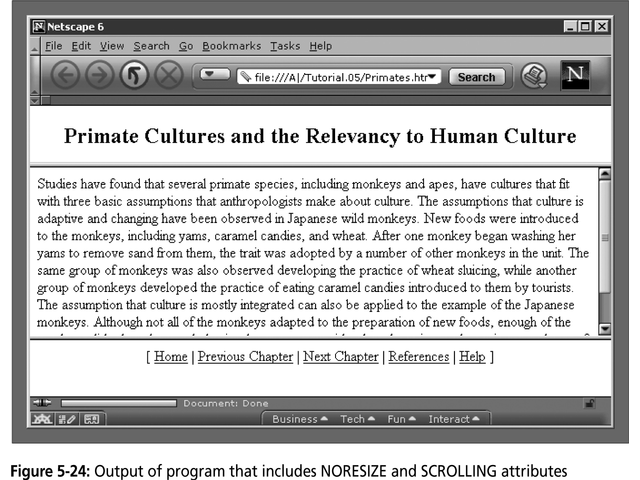 N Netscape 6
File Edit View Search Go Bookmarks Tasks Help
file:///A|/Tutorial.05/Primates.htr Search N
Primate Cultures and the Relevancy to Human Culture
Studies have found that several primate species, including monkeys and apes, have cultures that fit
with three basic assumptions that anthropologists make about culture. The assumptions that culture is
adaptive and changing have been observed in Japanese wild monkeys. New foods were introduced
to the monkeys, including yams, caramel candies, and wheat. After one monkey began washing her
yams to remove sand from them, the trait was adopted by a number of other monkeys in the unit. The
same group of monkeys was also observed developing the practice of wheat sluicing, while another
group of monkeys developed the practice of eating caramel candies introduced to them by tourists.
The assumption that culture is mostly integrated can also be applied to the example of the Japanese
monkeys. Although not all of the monkeys adapted to the preparation of new foods, enough of the
[ Home | Previous Chapter | Next Chapter | References | Help ]
Document: Done
Business Tech Fun Interact
Figure 5-24: Output of program that includes NORESIZE and SCROLLING attributes